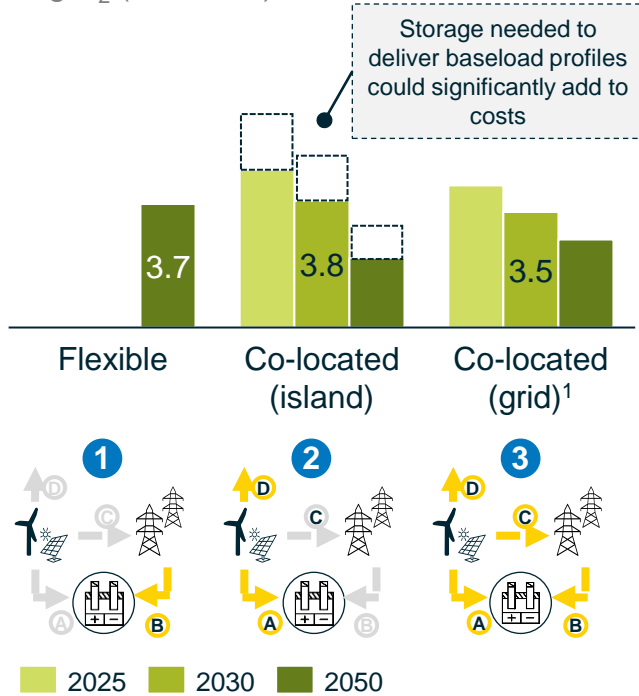 Storage needed to
deliver baseload profiles
could significantly add to
costs
3.7
3.8
3.5
Flexible
Co-located
(island)
Co-located
(grid)1
1
2
3
D
D
D
C
C
C
A
B
A
B
A
B
2025
2030
2050